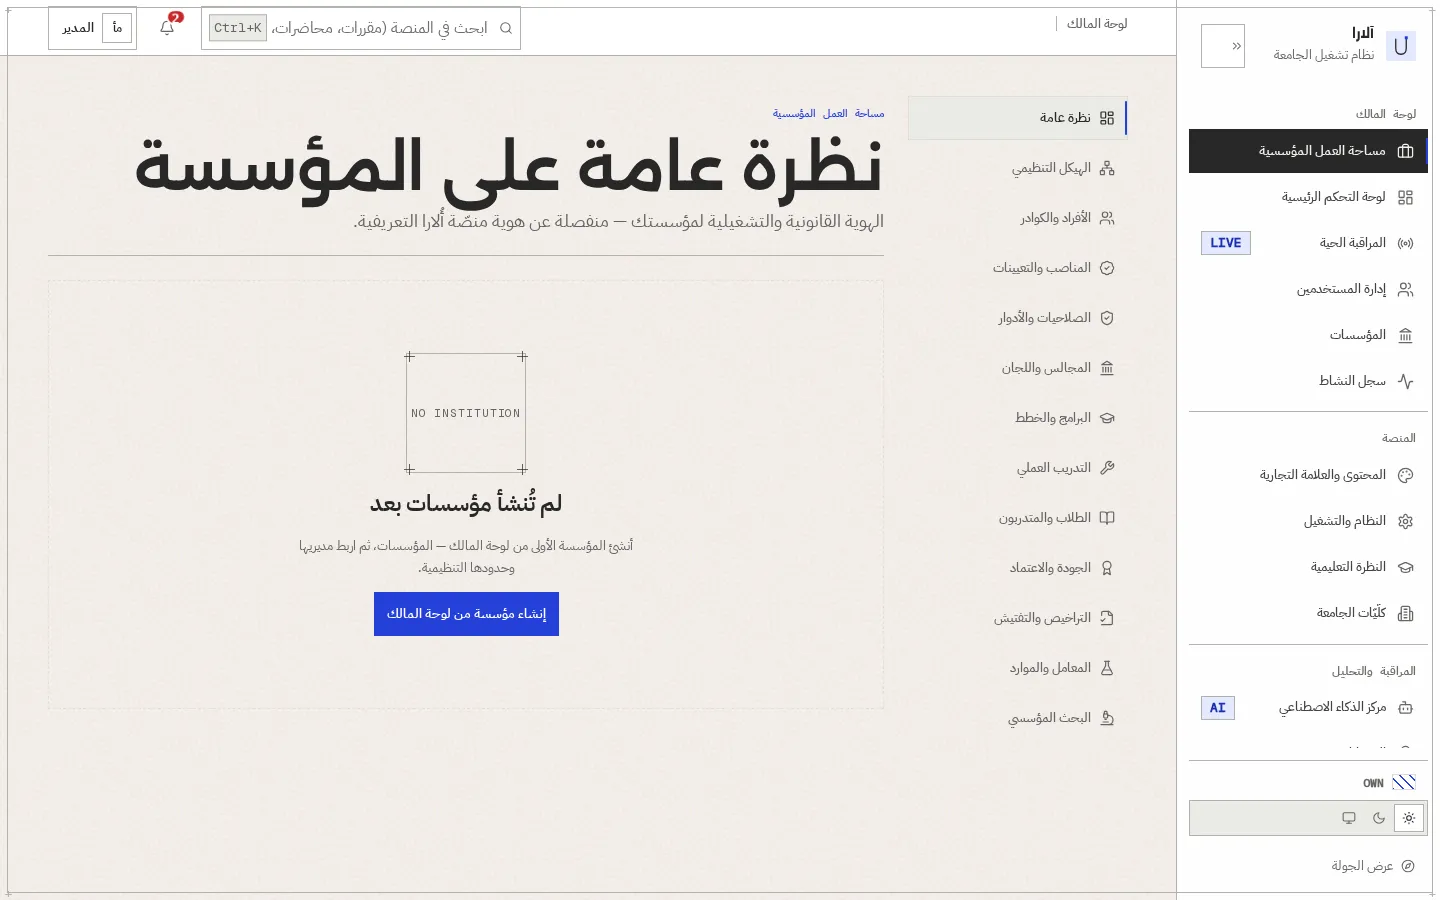 آلارا
نظام تشغيل الجامعة
لوحة المالك
مساحة العمل المؤسسية
لوحة التحكم الرئيسية
المراقبة الحية
LIVE
إدارة المستخدمين
المؤسسات
سجل النشاط
المنصة
المحتوى والعلامة التجارية
النظام والتشغيل
النظرة التعليمية
كلّيّات الجامعة
المراقبة والتحليل
مركز الذكاء الاصطناعي
AI
OWN
عرض الجولة
لوحة المالك
ابحث في المنصة (مقررات، محاضرات،
Ctrl+K
2
مأ
المدير
نظرة عامة
الهيكل التنظيمي
الأفراد والكوادر
المناصب والتعيينات
الصلاحيات والأدوار
المجالس واللجان
البرامج والخطط
التدريب العملي
الطلاب والمتدربون
الجودة والاعتماد
التراخيص والتفتيش
المعامل والموارد
البحث المؤسسي
مساحة العمل المؤسسية
نظرة عامة على المؤسسة
الهوية القانونية والتشغيلية لمؤسستك — منفصلة عن هوية منصّة ألارا التعريفية.
NO INSTITUTION
لم تُنشأ مؤسسات بعد
أنشئ المؤسسة الأولى من لوحة المالك — المؤسسات، ثم اربط مديريها
وحدودها التنظيمية.
إنشاء مؤسسة من لوحة المالك